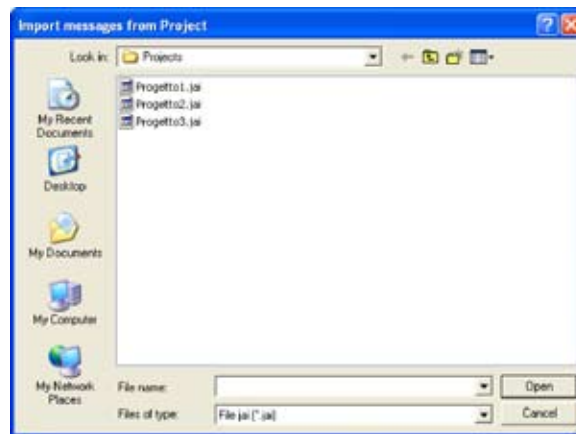 Import messages from Project
Look in: Projects
Progetto1.jai
Progetto2.jai
Progetto3.jai
My Recent
Documents
Desktop
My Documents
My Computer
My Network
Places
File name:
Open
Files of type: File jai (*.jai)
Cancel